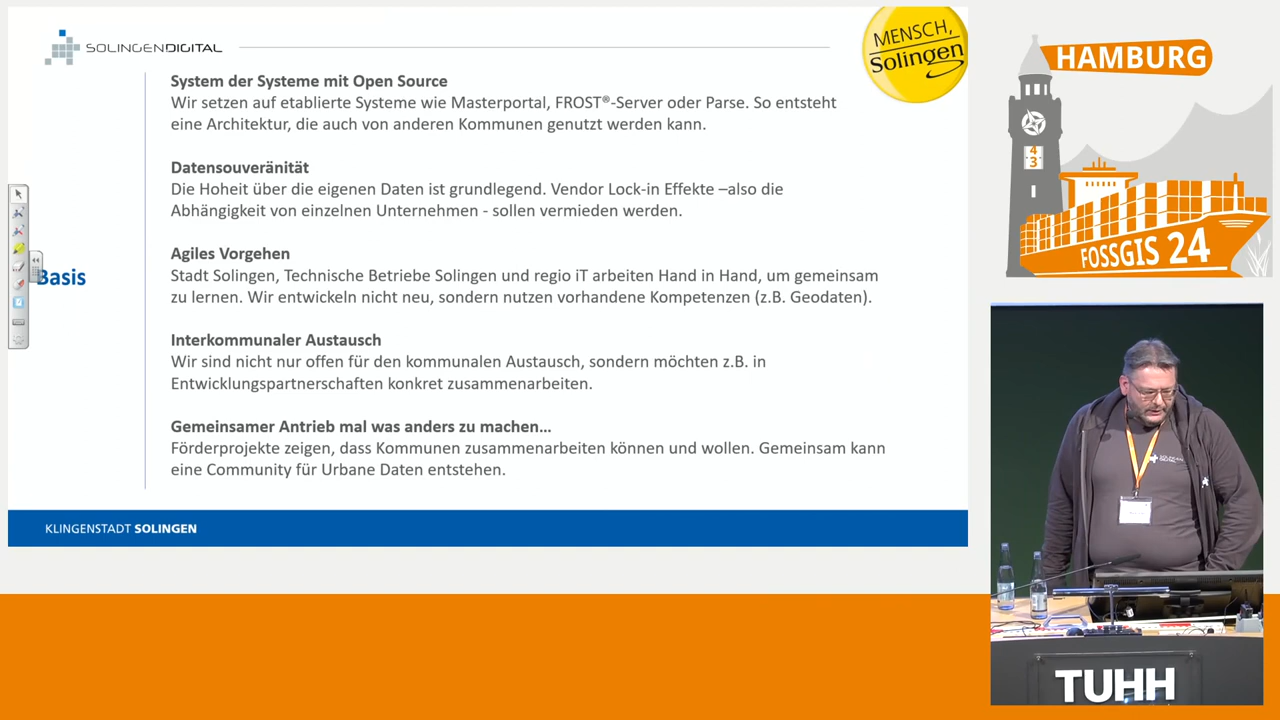 SOLINGENDIGITAL
MENSCH,
Solingen
System der Systeme mit Open Source
Wir setzen auf etablierte Systeme wie Masterportal, FROST®-Server oder Parse. So entsteht
eine Architektur, die auch von anderen Kommunen genutzt werden kann.
Datensouveränität
Die Hoheit über die eigenen Daten ist grundlegend. Vendor Lock-in Effekte –also die
Abhängigkeit von einzelnen Unternehmen - sollen vermieden werden.
Basis
Agiles Vorgehen
Stadt Solingen, Technische Betriebe Solingen und regio iT arbeiten Hand in Hand, um gemeinsam
zu lernen. Wir entwickeln nicht neu, sondern nutzen vorhandene Kompetenzen (z.B. Geodaten).
Interkommunaler Austausch
Wir sind nicht nur offen für den kommunalen Austausch, sondern möchten z.B. in
Entwicklungspartnerschaften konkret zusammenarbeiten.
Gemeinsamer Antrieb mal was anders zu machen...
Förderprojekte zeigen, dass Kommunen zusammenarbeiten können und wollen. Gemeinsam kann
eine Community für Urbane Daten entstehen.
KLINGENSTADT SOLINGEN
HAMBURG
4
3
FOSSGIS 24
TUHH